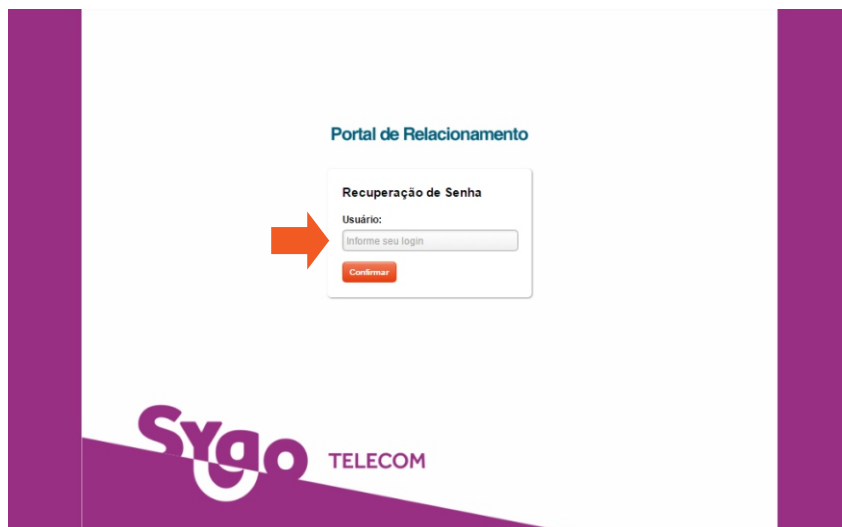 Portal de Relacionamento
Recuperação de Senha
Usuário:
Informe seu login
Confirmar
Sygo TELECOM